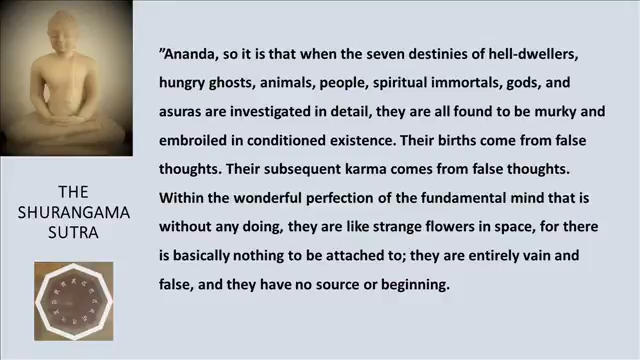 ”Ananda, so it is that when the seven destinies of hell-dwellers,
hungry ghosts, animals, people, spiritual immortals, gods, and
asuras are investigated in detail, they are all found to be murky and
embroiled in conditioned existence. Their births come from false
thoughts. Their subsequent karma comes from false thoughts.
Within the wonderful perfection of the fundamental mind that is
without any doing, they are like strange flowers in space, for there
is basically nothing to be attached to; they are entirely vain and
false, and they have no source or beginning.
THE
SHURANGAMA
SUTRA